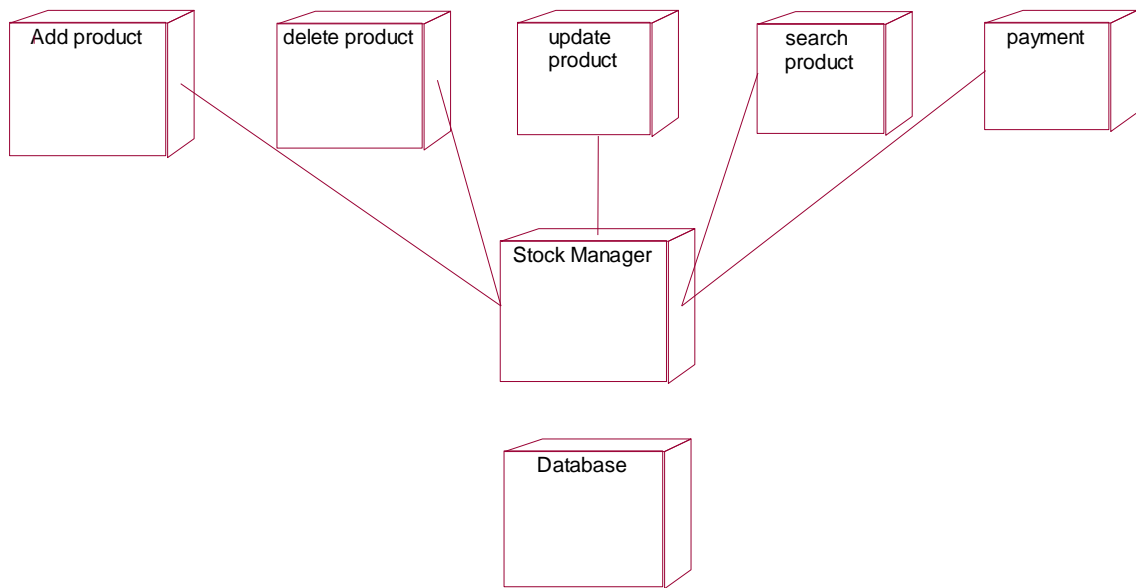 Add product
delete product
update
product
search
product
payment
Stock Manager
Database